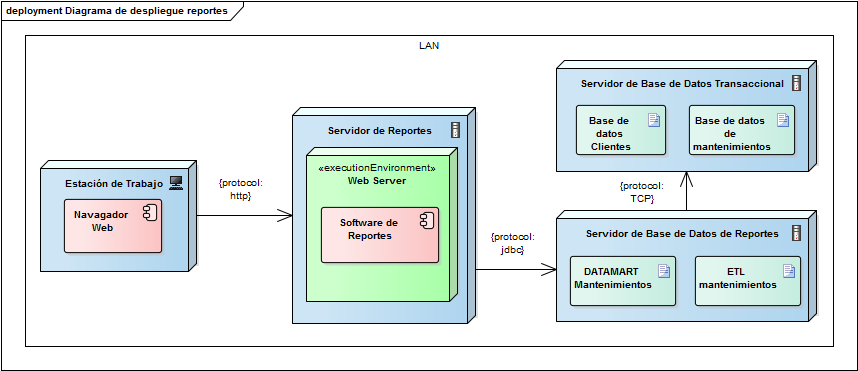 deployment Diagrama de despliegue reportes
LAN
Estación de Trabajo
Navagador
Web
{protocol:
http}
Servidor de Reportes
«executionEnvironment»
Web Server
Software de
Reportes
{protocol:
jdbc}
Servidor de Base de Datos Transaccional
Base de
datos
Clientes
Base de datos
de
mantenimientos
{protocol:
TCP}
Servidor de Base de Datos de Reportes
DATAMART
Mantenimientos
ETL
mantenimientos